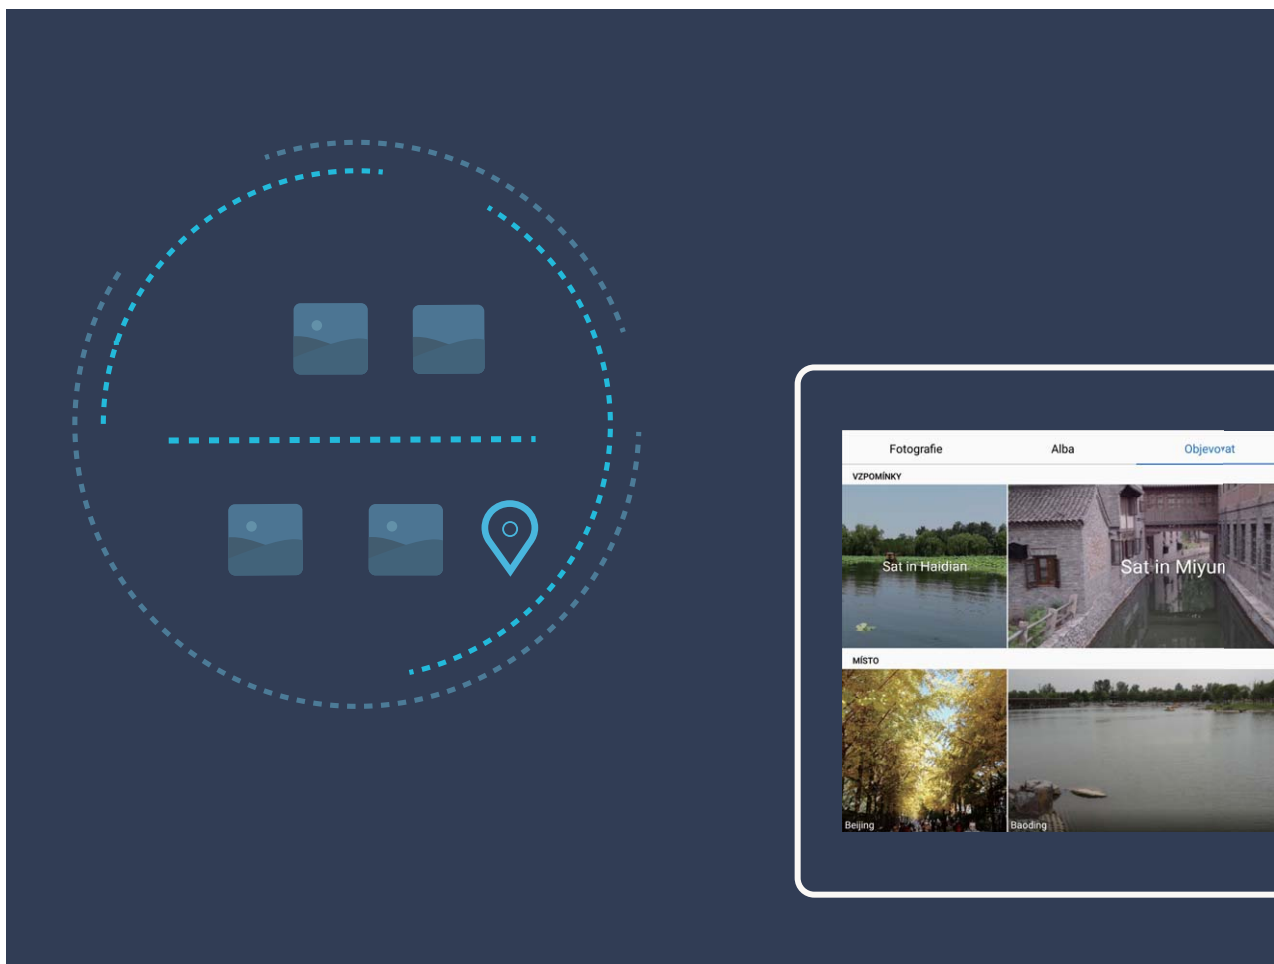 Fotografie
Alba
Objevovat
VZPOMÍNKY
Sat in Haidian
Sat in Miyun
MÍSTO
Beijing
Baoding